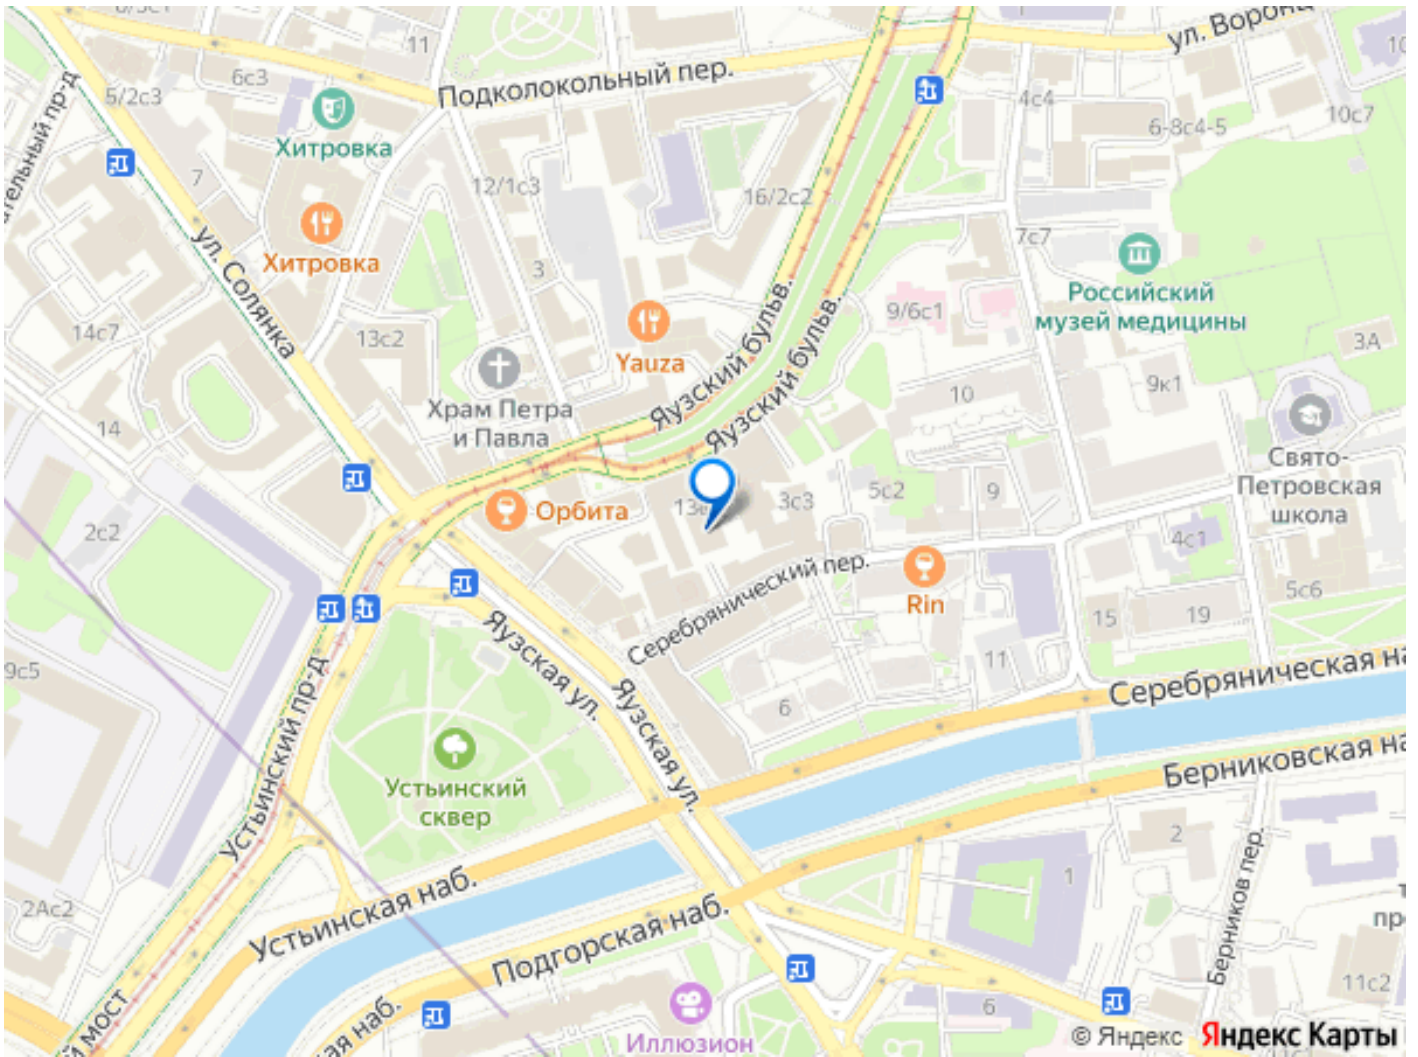 11
ул. Воронц
6с3
5/2с3
Подколокольный пер.
4с4
6-8с4-5
10с7
Хитровка
12/1с3
16/2с2
7
7с7
Хитровка
3
ул. Солянка
Российский
музей медицины
9/6с1
14с7
13с2
Yauza
Яузский бульв.
Яузский бульв.
3А
9к1
10
Храм Петра
и Павла
14
Свято-
Петровская
школа
5с2
9
3с3
Орбита
2с2
4с1
Серебрянический пер.
Rin
5с6
15
19
Яузская ул.
Яузская ул.
11
9с5
Устьинский пр-д
6
Серебряническая на
Устьинский
сквер
Берниковская на
2
1
Берников пер.
2Ас2
Устьинская наб.
Подгорская наб.
11с2
6
Иллюзион
© Яндекс Яндекс Карты